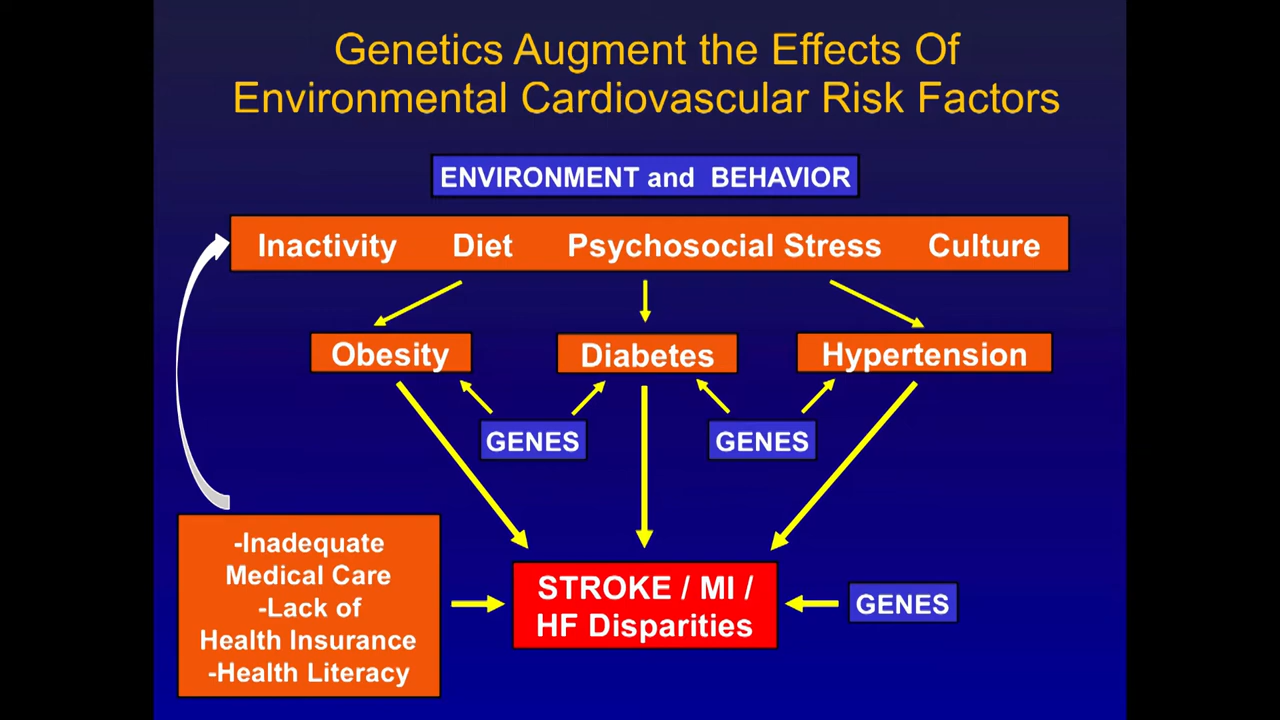 Genetics Augment the Effects Of
Environmental Cardiovascular Risk Factors
ENVIRONMENT and BEHAVIOR
Inactivity Diet Psychosocial Stress Culture
Obesity Diabetes Hypertension
GENES GENES
-Inadequate
Medical Care
-Lack of
Health Insurance
-Health Literacy
STROKE / MI /
HF Disparities
GENES